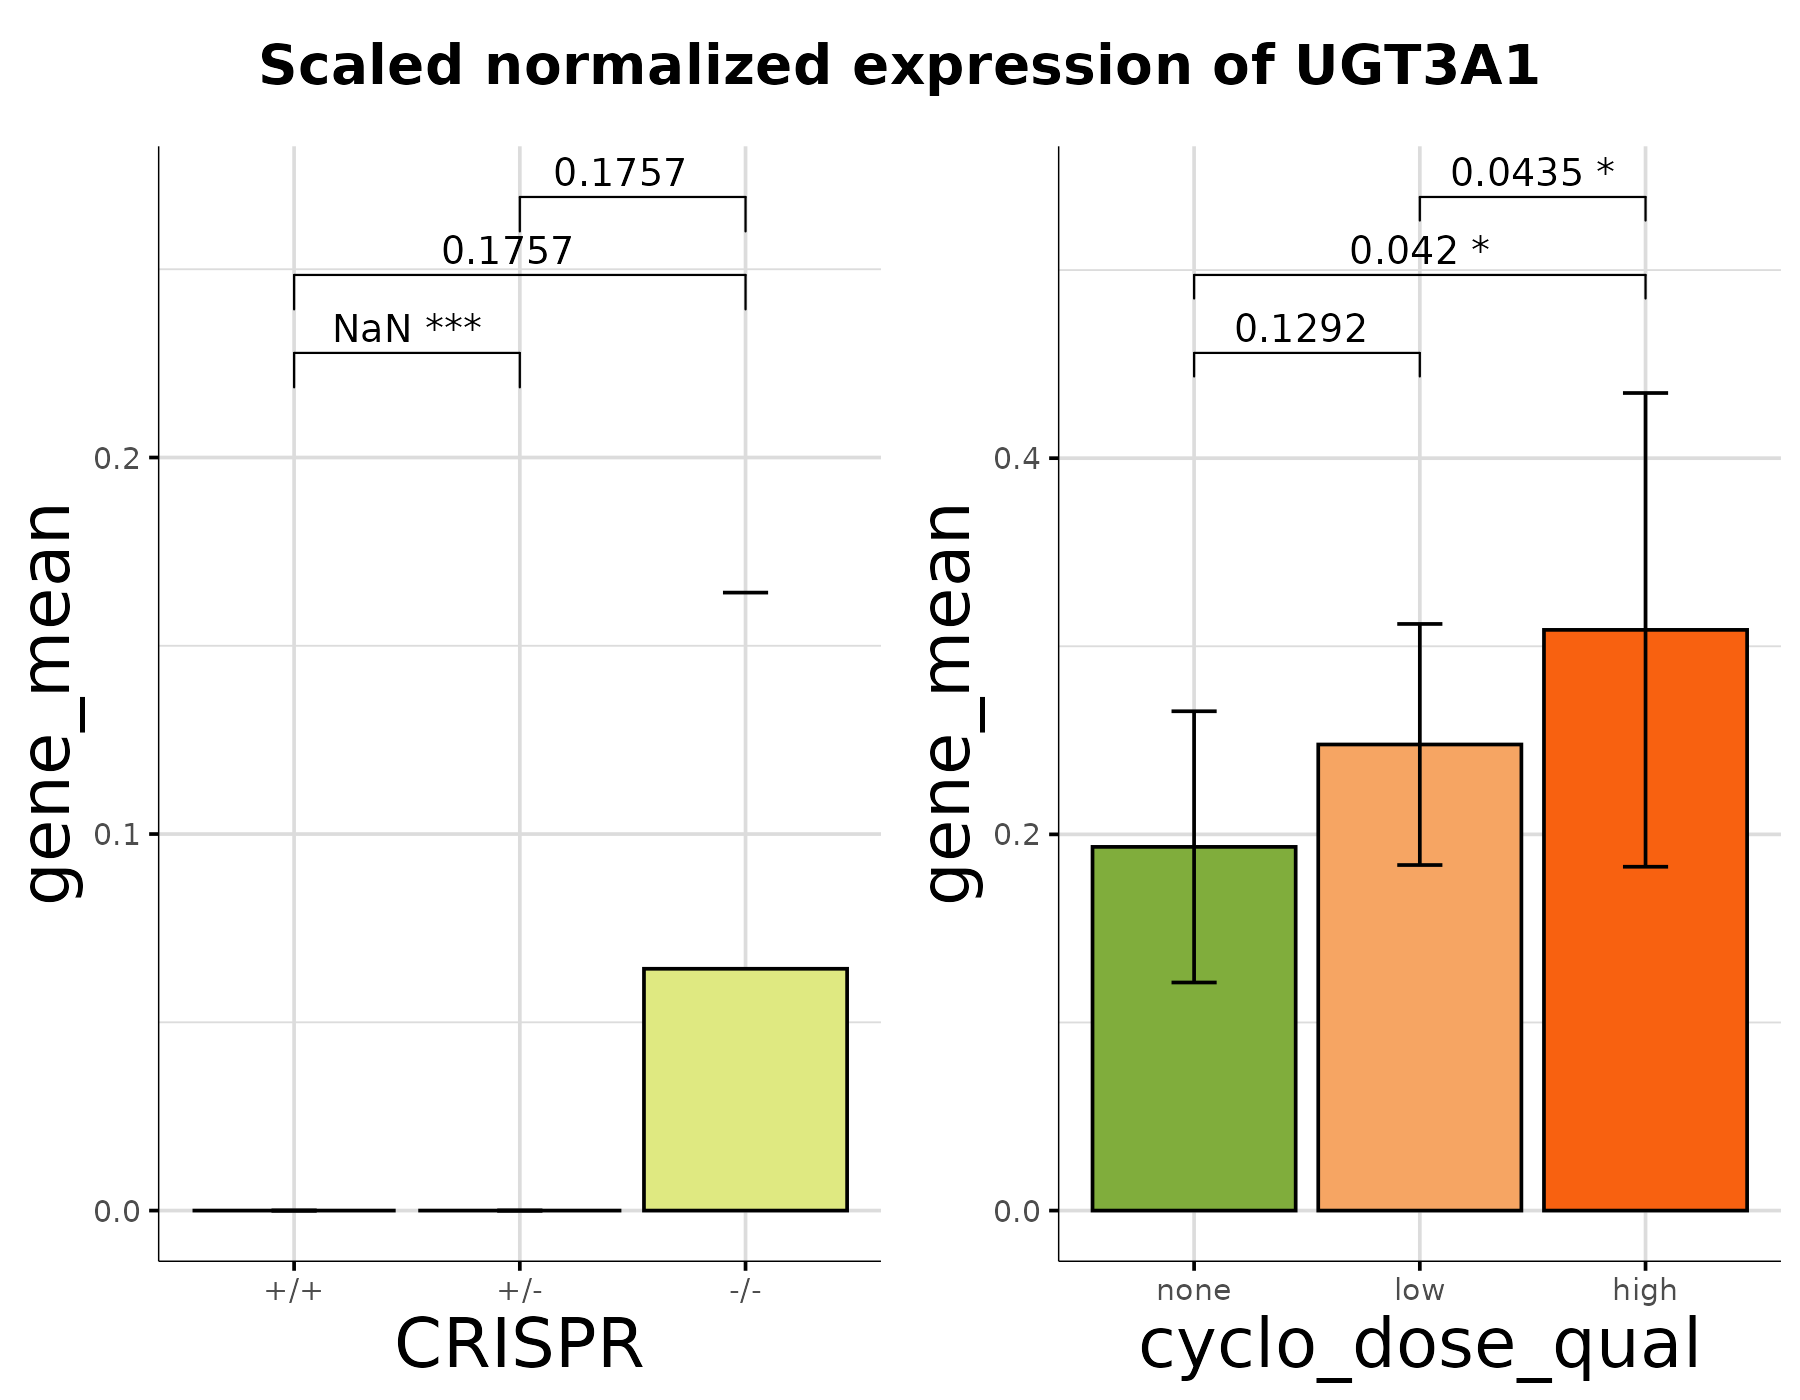 Scaled normalized expression of UGT3A1
gene_mean
0.2
0.1
0.0
0.1757
0.1757
NaN ***
+/+
+/-
-/-
CRISPR
gene_mean
0.4
0.2
0.0
0.0435 *
0.042 *
0.1292
none
low
high
cyclo_dose_qual